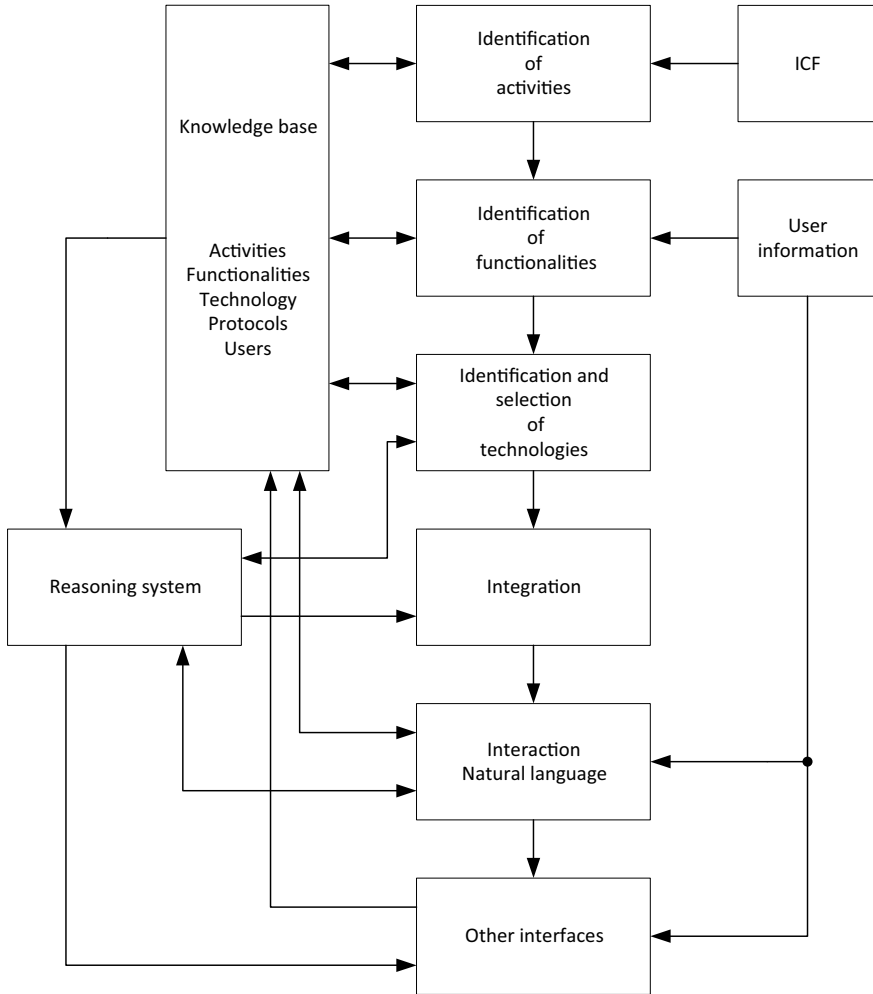 Identification
of
activities
ICF
Knowledge base
Activities
Functionalities
Technology
Protocols
Users
Identification
of
functionalities
User
information
Identification and
selection
of
technologies
Reasoning system
Integration
Interaction
Natural language
Other interfaces